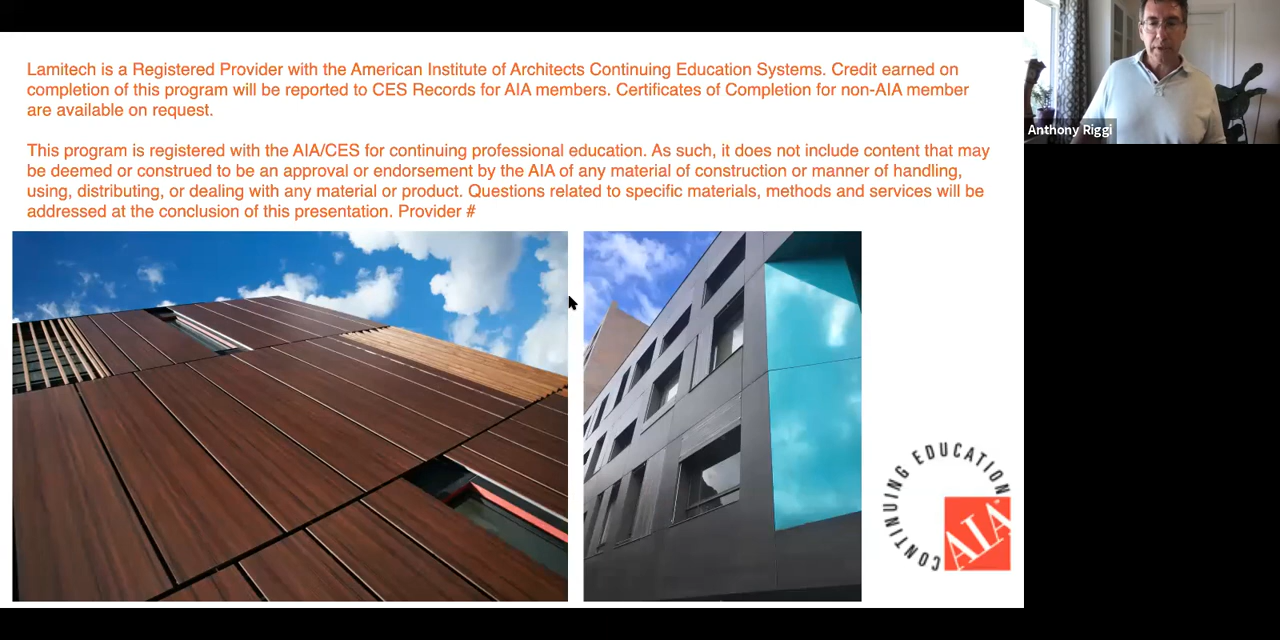 Lamitech is a Registered Provider with the American Institute of Architects Continuing Education Systems. Credit earned on
completion of this program will be reported to CES Records for AIA members. Certificates of Completion for non-AIA member
are available on request.
This program is registered with the AIA/CES for continuing professional education. As such, it does not include content that may
be deemed or construed to be an approval or endorsement by the AIA of any material of construction or manner of handling,
using, distributing, or dealing with any material or product. Questions related to specific materials, methods and services will be
addressed at the conclusion of this presentation. Provider #
Anthony Riggi
CONTINUING EDUCATION
AIA